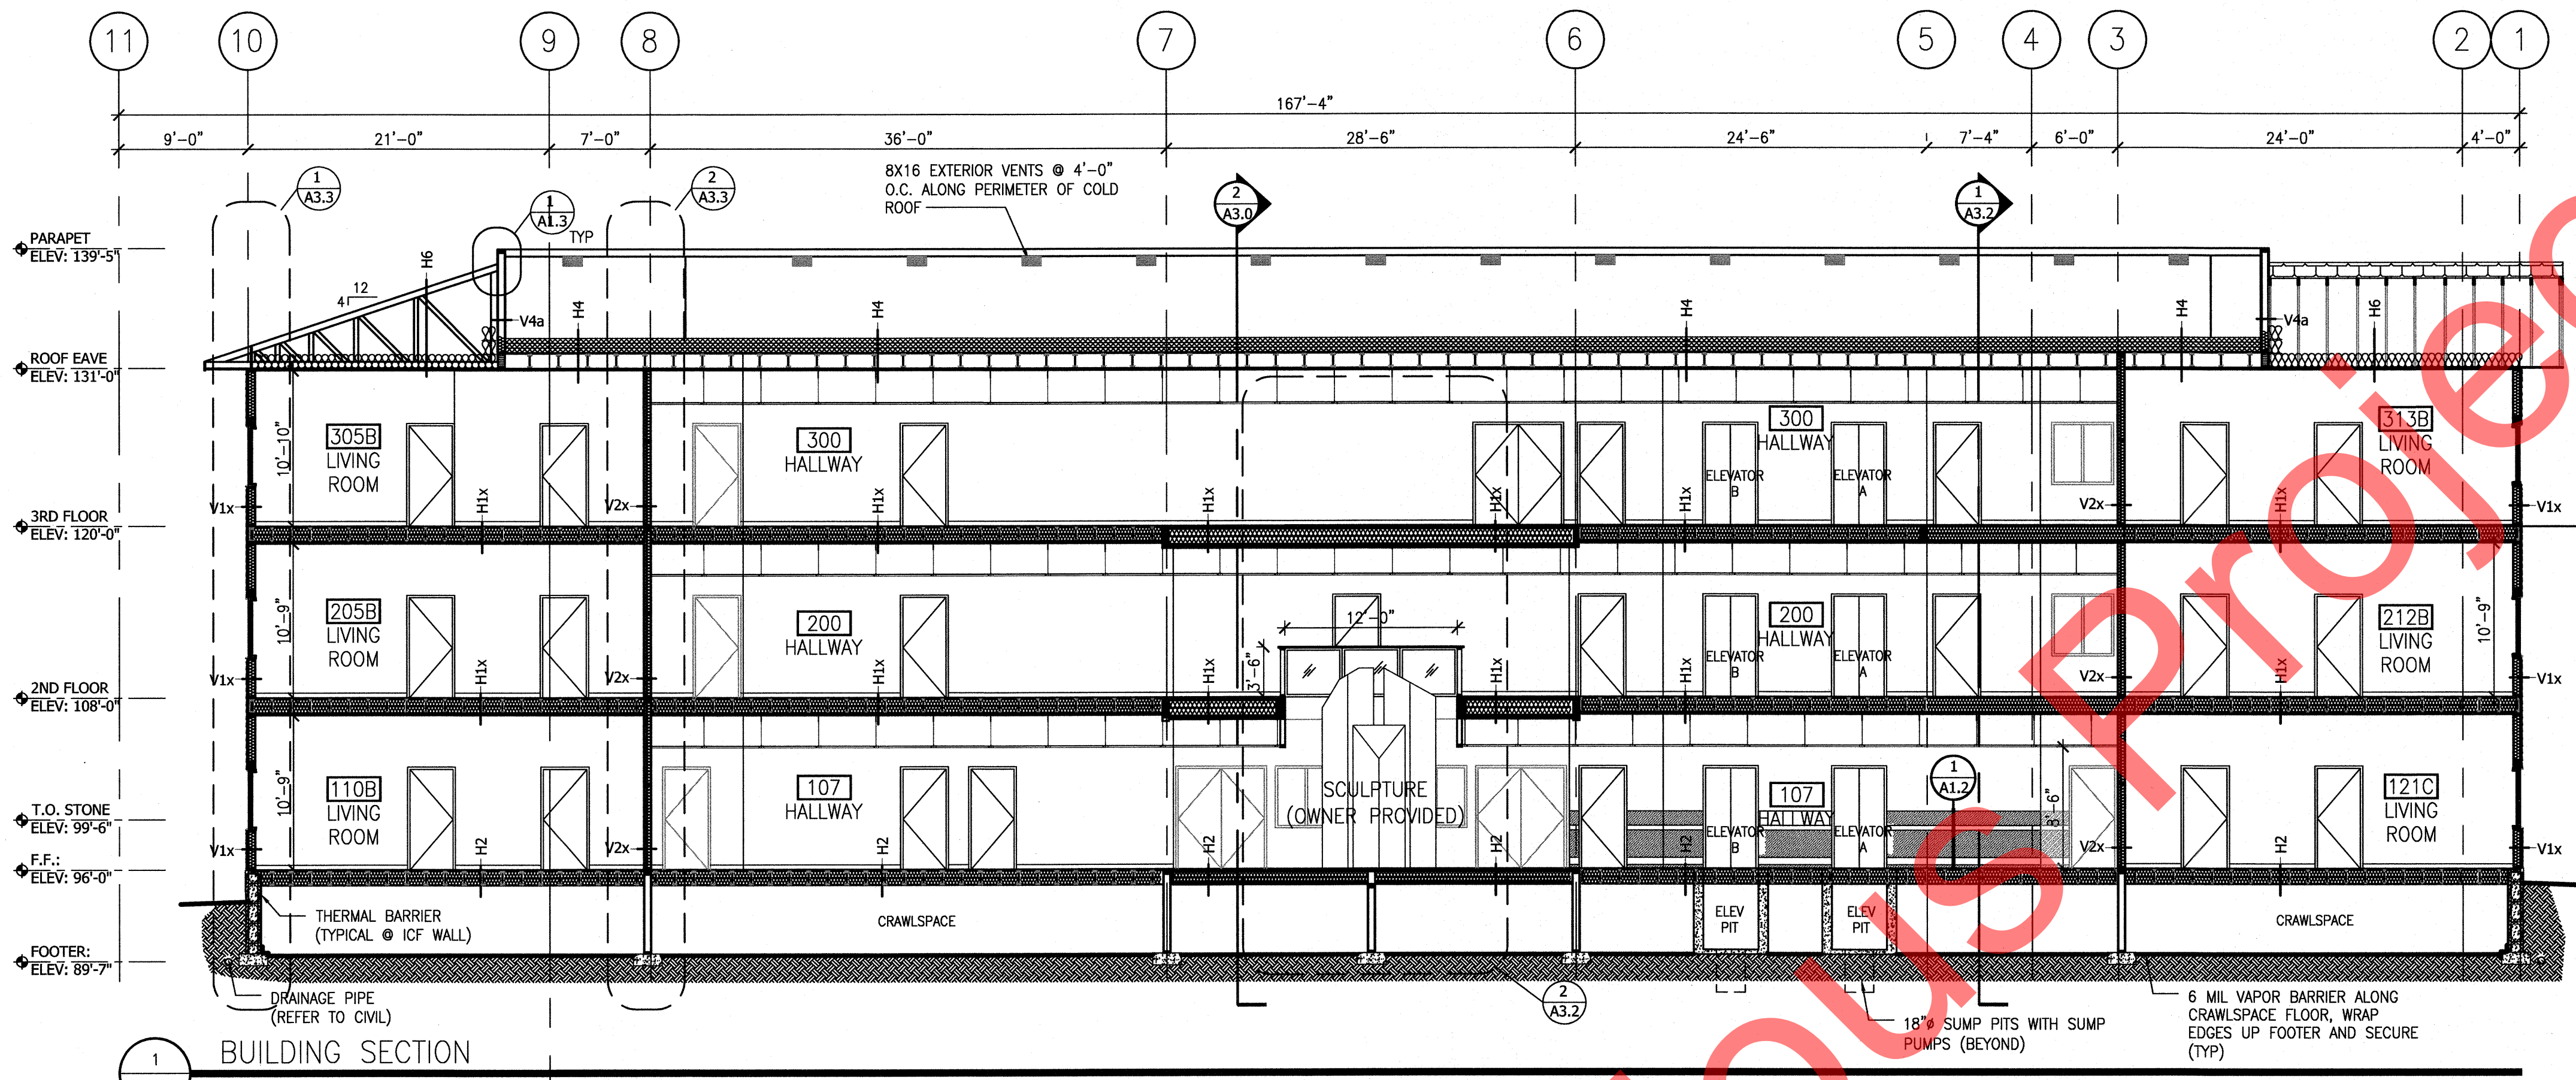 11
10
9
8
7
6
5
4
3
2
1
167'-4"
9'-0"
21'-0"
7'-0"
36'-0"
28'-6"
24'-6"
7'-4"
6'-0"
24'-0"
4'-0"
1
A3.3
1
A1.3
TYP
2
A3.3
8X16 EXTERIOR VENTS @ 4'-0"
O.C. ALONG PERIMETER OF COLD
ROOF
2
A3.0
1
A3.2
PARAPET
ELEV: 139'-5"
H6
12
4
V4a
H4
H4
H4
H4
V4a
H6
ROOF EAVE
ELEV: 131'-0"
10'-10"
305B
LIVING
ROOM
300
HALLWAY
300
HALLWAY
ELEVATOR
B
ELEVATOR
A
313B
LIVING
ROOM
V1x
H1x
V2x
H1x
H1x
H1x
H1x
V2x
H1x
V1x
3RD FLOOR
ELEV: 120'-0"
10'-9"
205B
LIVING
ROOM
200
HALLWAY
12'-0"
3'-6"
200
HALLWAY
ELEVATOR
B
ELEVATOR
A
212B
LIVING
ROOM
10'-9"
V1x
H1x
V2x
H1x
H1x
H1x
H1x
V2x
H1x
V1x
2ND FLOOR
ELEV: 108'-0"
10'-9"
110B
LIVING
ROOM
107
HALLWAY
SCULPTURE
(OWNER PROVIDED)
107
HALLWAY
ELEVATOR
B
ELEVATOR
A
1
A1.2
3'-6"
121C
LIVING
ROOM
T.O. STONE
ELEV: 99'-6"
V1x
H2
V2x
H2
H2
H2
H2
V2x
H2
V1x
F.F.:
ELEV: 96'-0"
THERMAL BARRIER
(TYPICAL @ ICF WALL)
CRAWLSPACE
ELEV
PIT
ELEV
PIT
CRAWLSPACE
FOOTER:
ELEV: 89'-7"
DRAINAGE PIPE
(REFER TO CIVIL)
2
A3.2
18"ø SUMP PITS WITH SUMP
PUMPS (BEYOND)
6 MIL VAPOR BARRIER ALONG
CRAWLSPACE FLOOR, WRAP
EDGES UP FOOTER AND SECURE
(TYP)
1
BUILDING SECTION